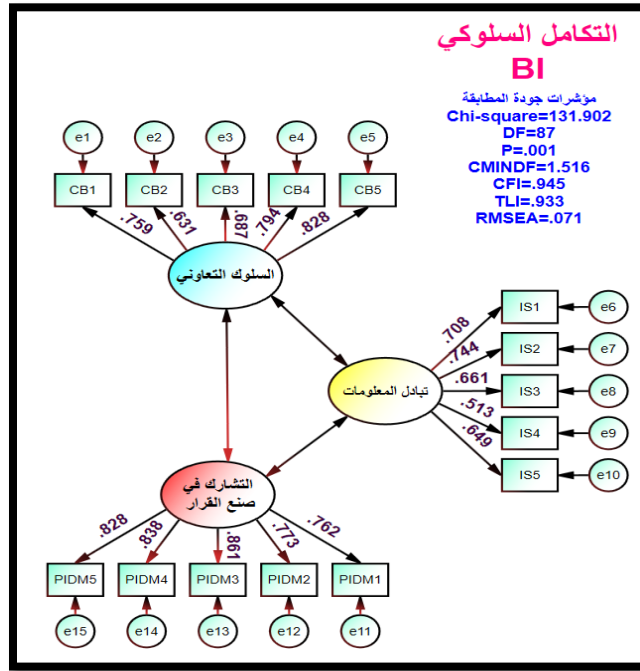 التكامل السلوكي
BI
مؤشرات جودة المطابقة
Chi-square=131.902
DF=87
P=.001
CMINDF=1.516
CFI=.945
TLI=.933
RMSEA=.071
e1 e2 e3 e4 e5
CB1 CB2 CB3 CB4 CB5
.759 .631 .687 .794 .828
السلوك التعاوني
.708 IS1 e6
.744 IS2 e7
.661 IS3 e8
.513 IS4 e9
.649 IS5 e10
تبادل المعلومات
التشارك في
صنع القرار
.828 .838 .861 .773 .762
PIDM5 PIDM4 PIDM3 PIDM2 PIDM1
e15 e14 e13 e12 e11